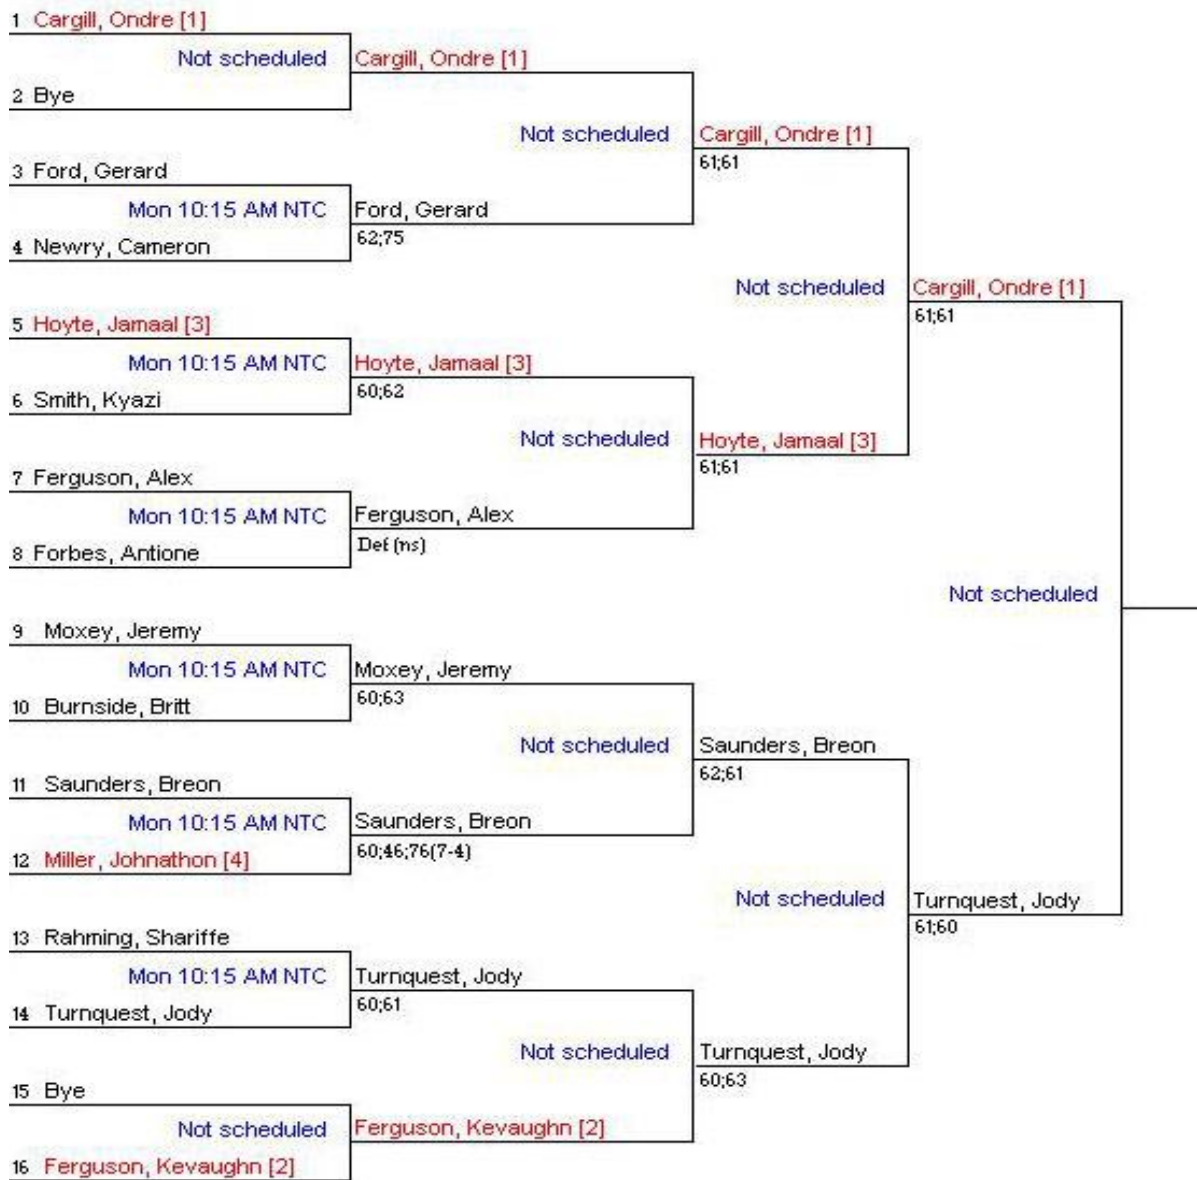 1 Cargill, Ondre [1]
Not scheduled
2 Bye
Cargill, Ondre [1]
Not scheduled
3 Ford, Gerard
Mon 10:15 AM NTC
4 Newry, Cameron
Ford, Gerard
62;75
Cargill, Ondre [1]
61;61
Not scheduled
5 Hoyte, Jamaal [3]
Mon 10:15 AM NTC
6 Smith, Kyazi
Hoyte, Jamaal [3]
60;62
Not scheduled
7 Ferguson, Alex
Mon 10:15 AM NTC
8 Forbes, Antione
Ferguson, Alex
Def (ns)
Hoyte, Jamaal [3]
61;61
Cargill, Ondre [1]
61;61
Not scheduled
9 Moxey, Jeremy
Mon 10:15 AM NTC
10 Burnside, Britt
Moxey, Jeremy
60;63
Not scheduled
11 Saunders, Breon
Mon 10:15 AM NTC
12 Miller, Johnathon [4]
Saunders, Breon
60;46;76(7-4)
Saunders, Breon
62;61
Not scheduled
13 Rahming, Shariffe
Mon 10:15 AM NTC
14 Turnquest, Jody
Turnquest, Jody
60;61
Not scheduled
15 Bye
Not scheduled
16 Ferguson, Kevaughn [2]
Ferguson, Kevaughn [2]
Turnquest, Jody
60;63
Turnquest, Jody
61;60